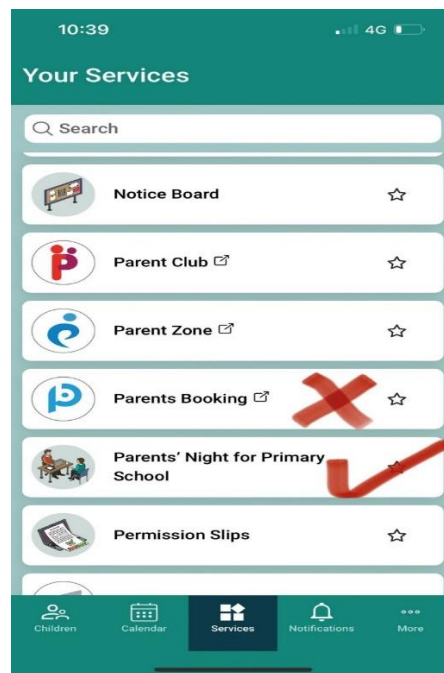 10:39
4G
Your Services
Search
Notice Board
Parent Club
Parent Zone
Parents Booking
Parents' Night for Primary
School
Permission Slips
Children
Calendar
Services
Notifications
More